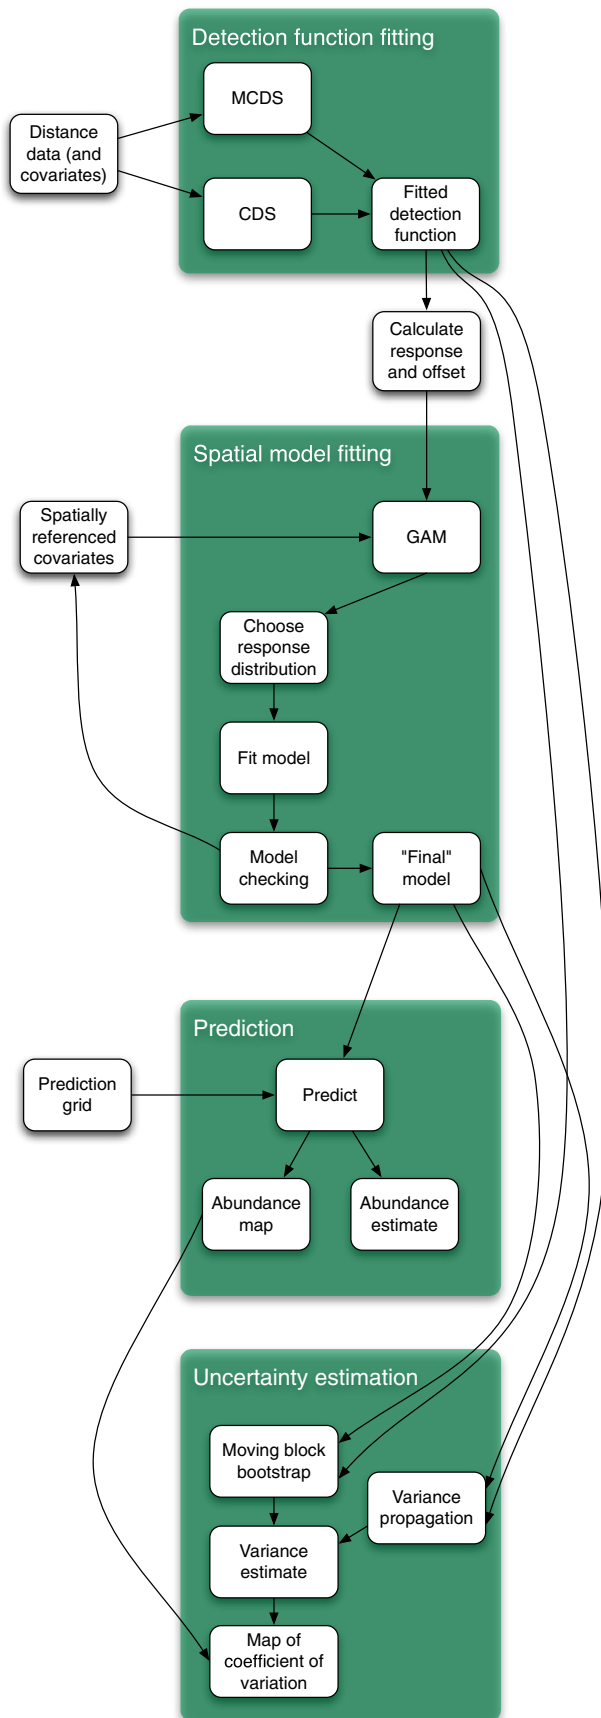 Detection function fitting
MCDS
Distance
data (and
covariates)
CDS
Fitted
detection
function
Calculate
response
and offset
Spatial model fitting
Spatially
referenced
covariates
GAM
Choose
response
distribution
Fit model
Model
checking
"Final"
model
Prediction
Prediction
grid
Predict
Abundance
map
Abundance
estimate
Uncertainty estimation
Moving block
bootstrap
Variance
propagation
Variance
estimate
Map of
coefficient of
variation